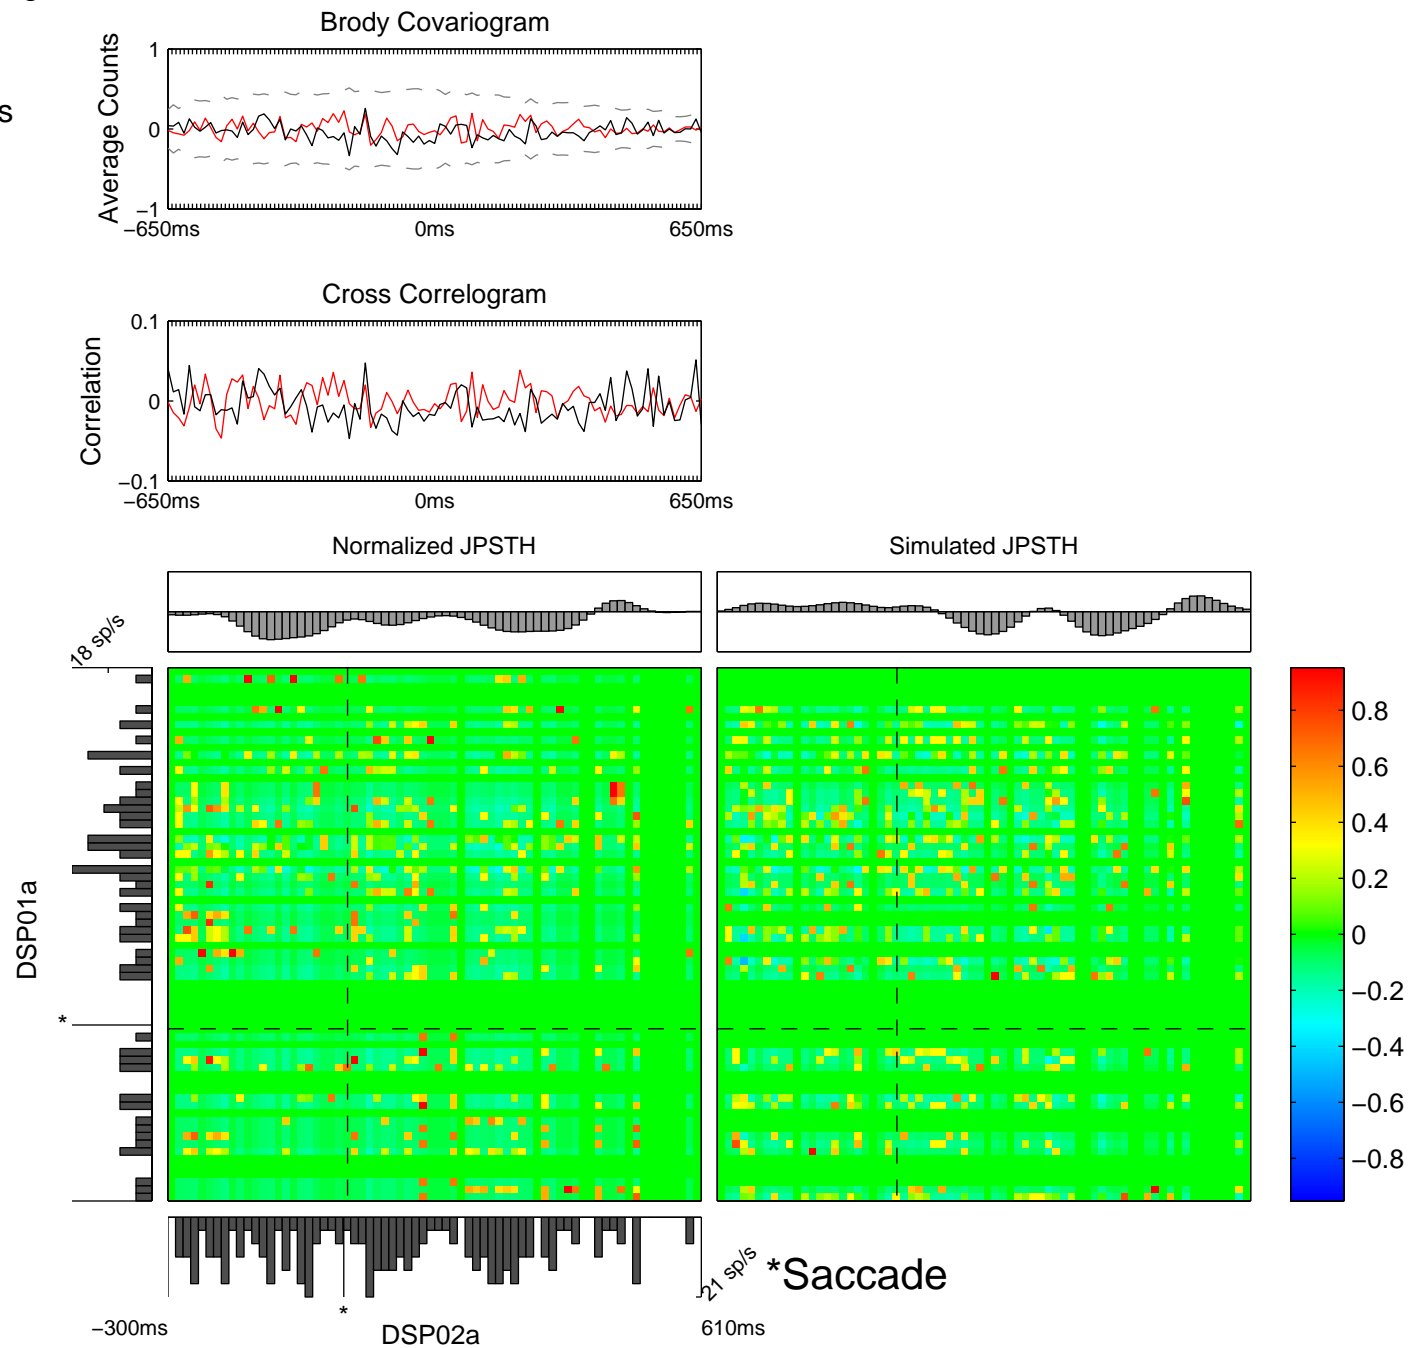 g
Brody Covariogram
s
Average Counts
1
0
−1
−650ms 0ms 650ms
Cross Correlogram
Correlation
0.1
0
−0.1
−650ms 0ms 650ms
Normalized JPSTH Simulated JPSTH
18 sp/s
DSP01a
*
0.8
0.6
0.4
0.2
0
−0.2
−0.4
−0.6
−0.8
21 sp/s
*Saccade
*
−300ms DSP02a 610ms